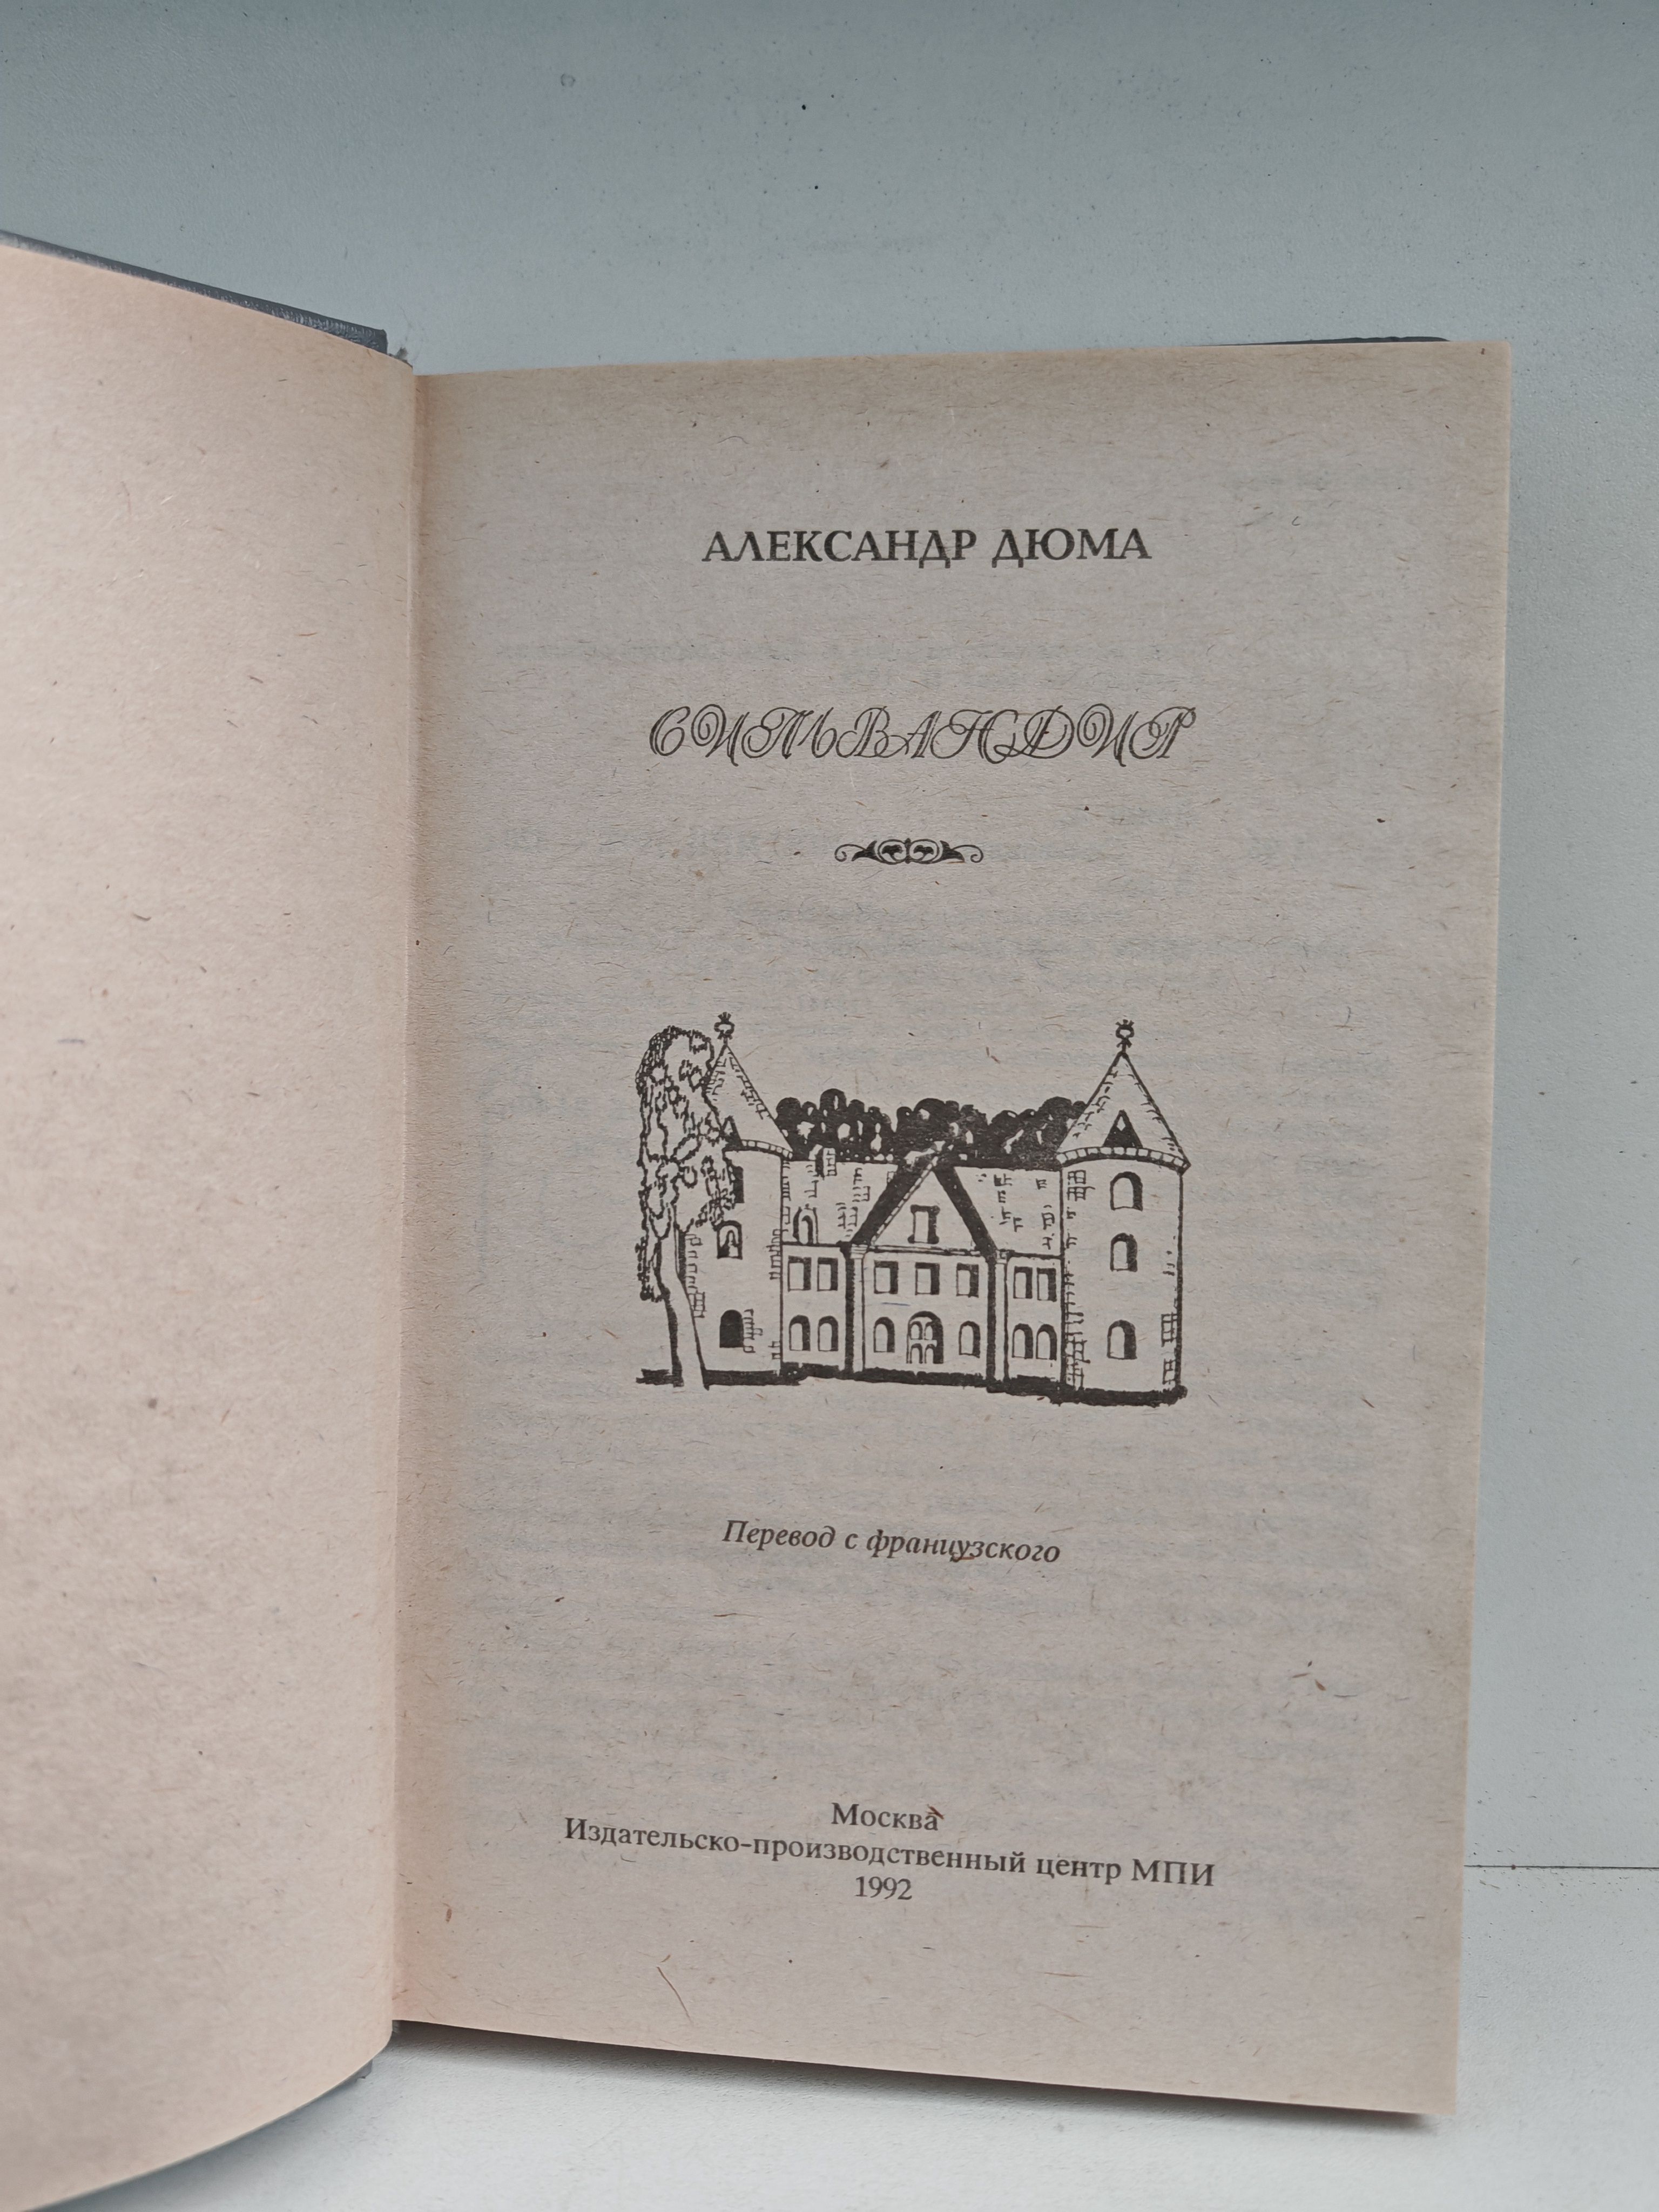 АЛЕКСАНДР ДЮМА
СИЛЬВАНДИР
Перевод с французского
Москва
Издательско-производственный центр МПИ
1992